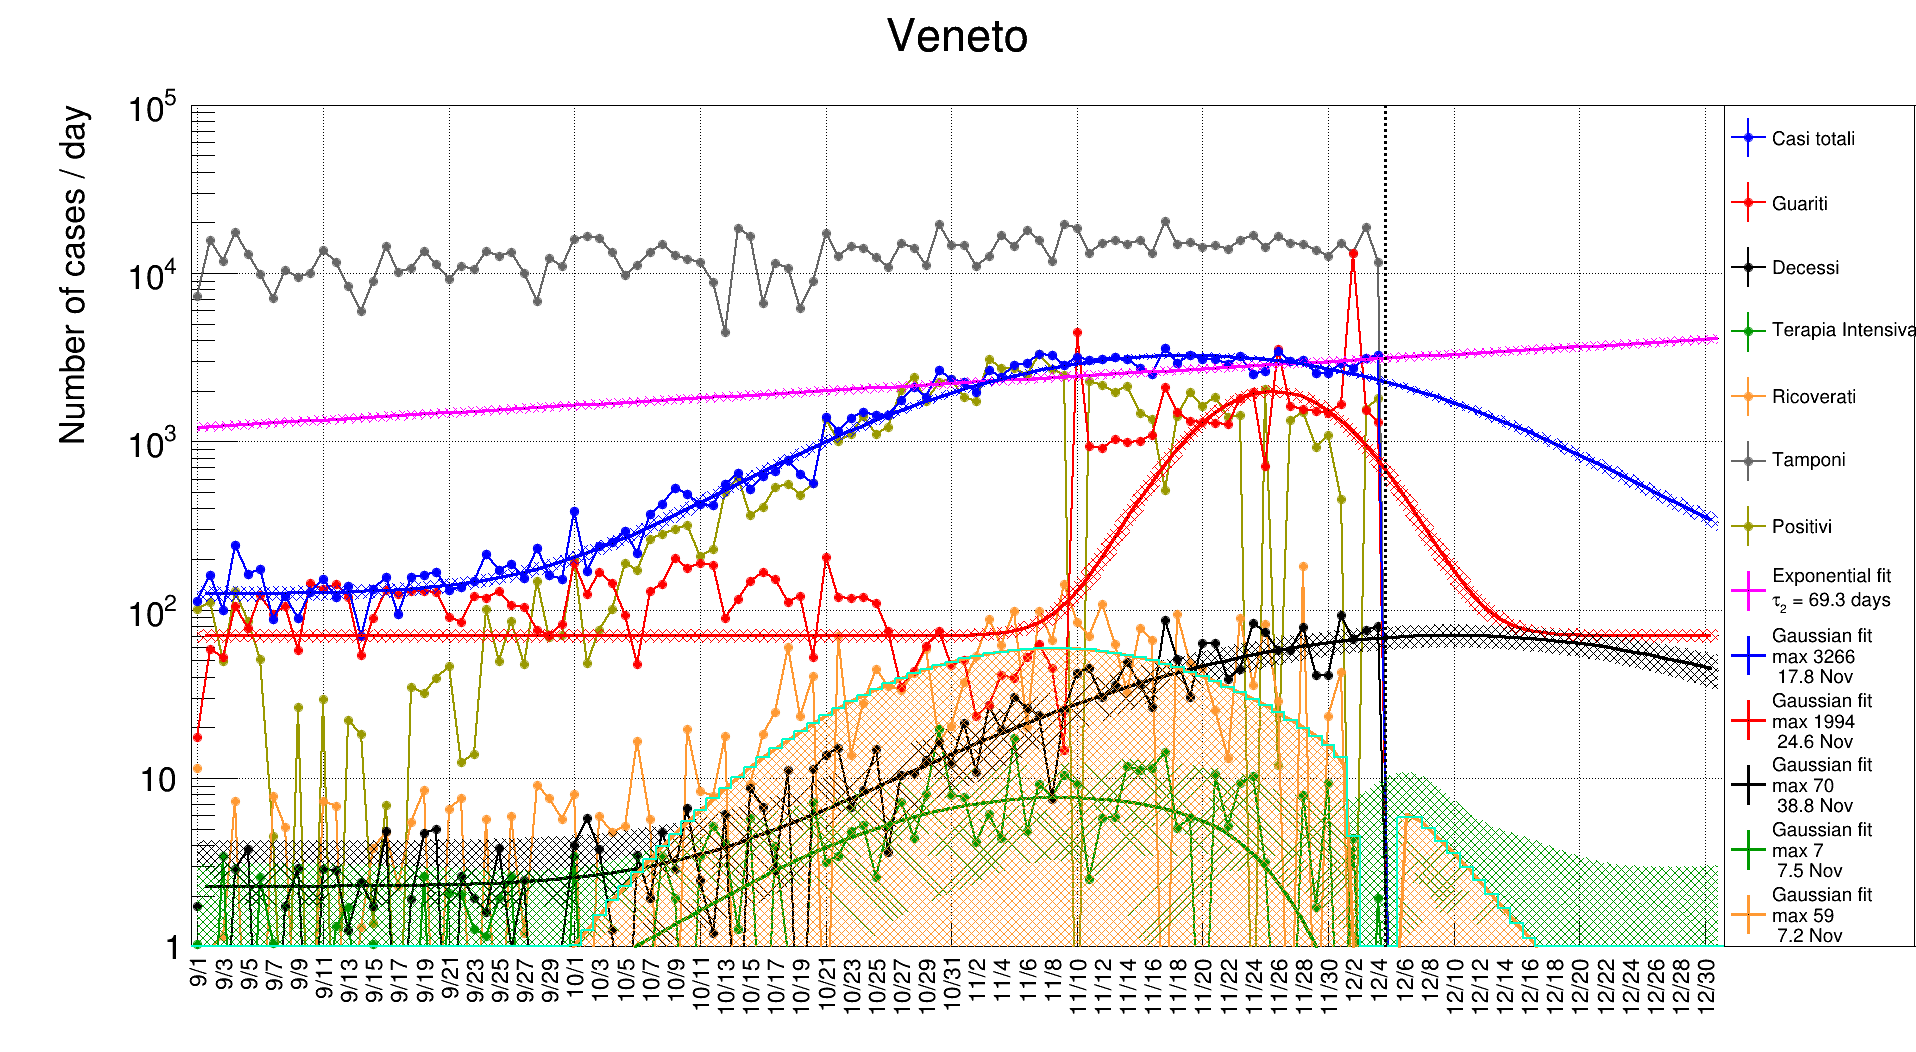 Veneto
Number of cases / day
10^5
10^4
10^3
10^2
10
1
9/1 9/3 9/5 9/7 9/9 9/11 9/13 9/15 9/17 9/19 9/21 9/23 9/25 9/27 9/29 10/1 10/3 10/5 10/7 10/9 10/11 10/13 10/15 10/17 10/19 10/21 10/23 10/25 10/27 10/29 10/31 11/2 11/4 11/6 11/8 11/10 11/12 11/14 11/16 11/18 11/20 11/22 11/24 11/26 11/28 11/30 12/2 12/4 12/6 12/8 12/10 12/12 12/14 12/16 12/18 12/20 12/22 12/24 12/26 12/28 12/30
Casi totali
Guariti
Decessi
Terapia Intensiva
Ricoverati
Tamponi
Positivi
Exponential fit
τ2 = 69.3 days
Gaussian fit
max 3266
17.8 Nov
Gaussian fit
max 1994
24.6 Nov
Gaussian fit
max 70
38.8 Nov
Gaussian fit
max 7
7.5 Nov
Gaussian fit
max 59
7.2 Nov